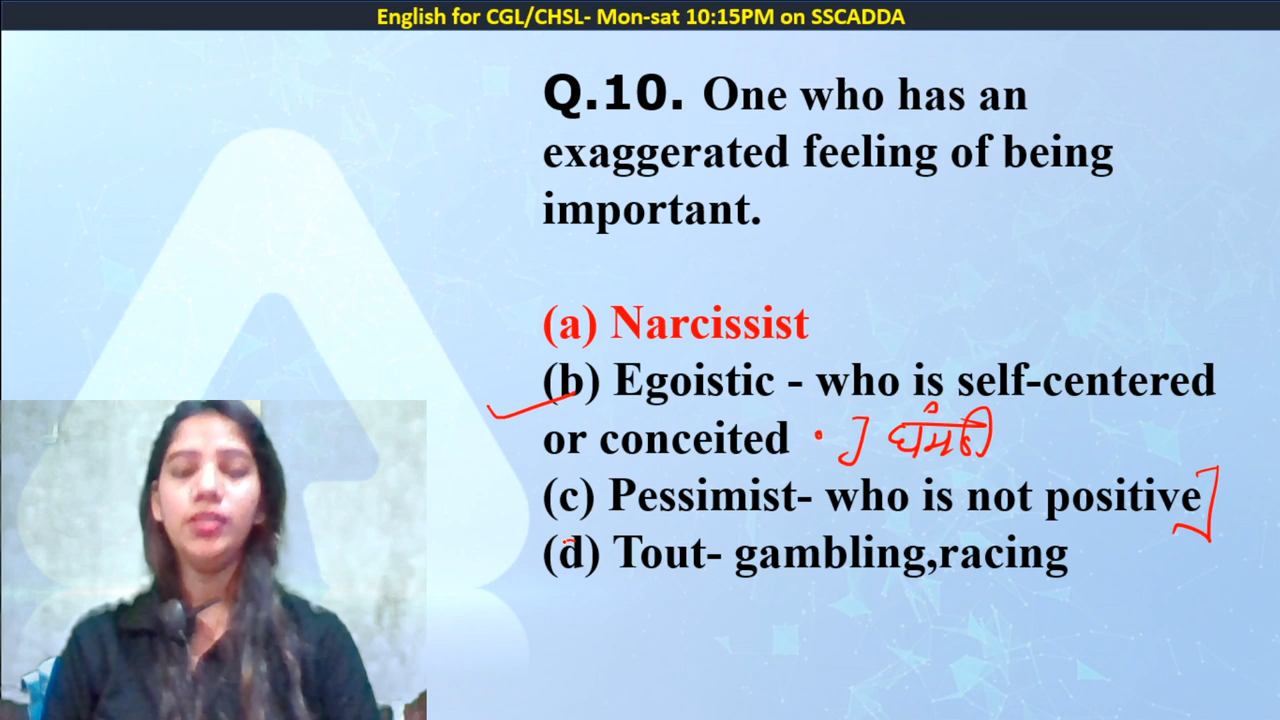 English for CGL/CHSL- Mon-sat 10:15PM on SSCADDA
Q.10. One who has an
exaggerated feeling of being
important.
(a) Narcissist
(b) Egoistic - who is self-centered
or conceited घमंडी
(c) Pessimist- who is not positive
(d) Tout- gambling,racing